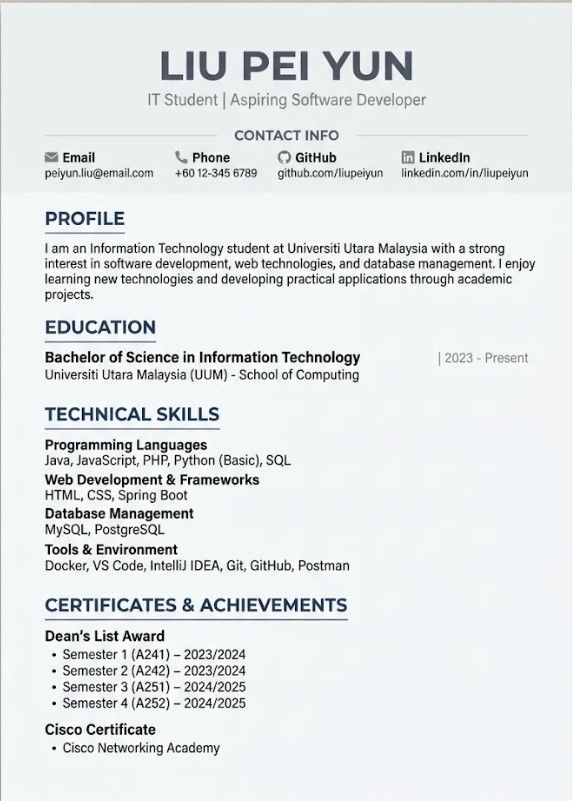 LIU PEI YUN
IT Student | Aspiring Software Developer
CONTACT INFO
Email
peiyun.liu@email.com
Phone
+60 12-345 6789
GitHub
github.com/liupeiyun
LinkedIn
linkedin.com/in/liupeiyun
PROFILE
I am an Information Technology student at Universiti Utara Malaysia with a strong
interest in software development, web technologies, and database management. I enjoy
learning new technologies and developing practical applications through academic
projects.
EDUCATION
Bachelor of Science in Information Technology | 2023 - Present
Universiti Utara Malaysia (UUM) - School of Computing
TECHNICAL SKILLS
Programming Languages
Java, JavaScript, PHP, Python (Basic), SQL
Web Development & Frameworks
HTML, CSS, Spring Boot
Database Management
MySQL, PostgreSQL
Tools & Environment
Docker, VS Code, IntelliJ IDEA, Git, GitHub, Postman
CERTIFICATES & ACHIEVEMENTS
Dean's List Award
• Semester 1 (A241) – 2023/2024
• Semester 2 (A242) – 2023/2024
• Semester 3 (A251) – 2024/2025
• Semester 4 (A252) – 2024/2025
Cisco Certificate
• Cisco Networking Academy